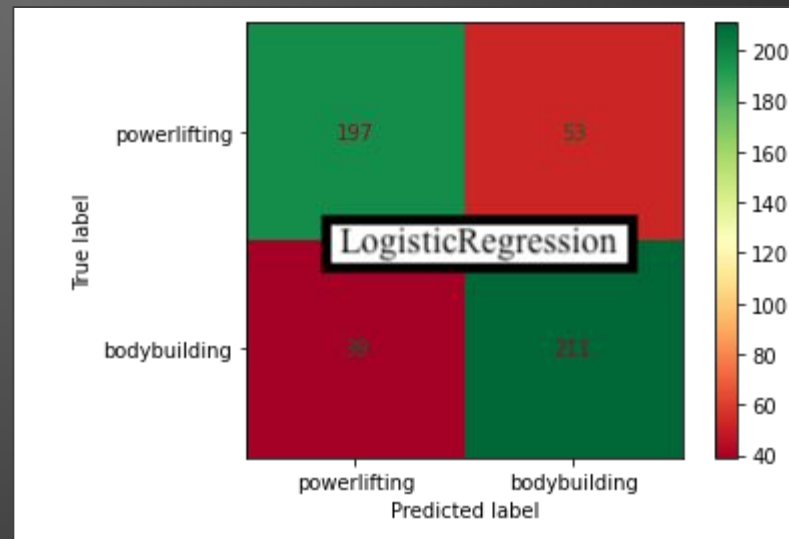 200
180
160
140
120
100
80
60
40
True label
powerlifting
197
53
LogisticRegression
bodybuilding
39
211
powerlifting
bodybuilding
Predicted label